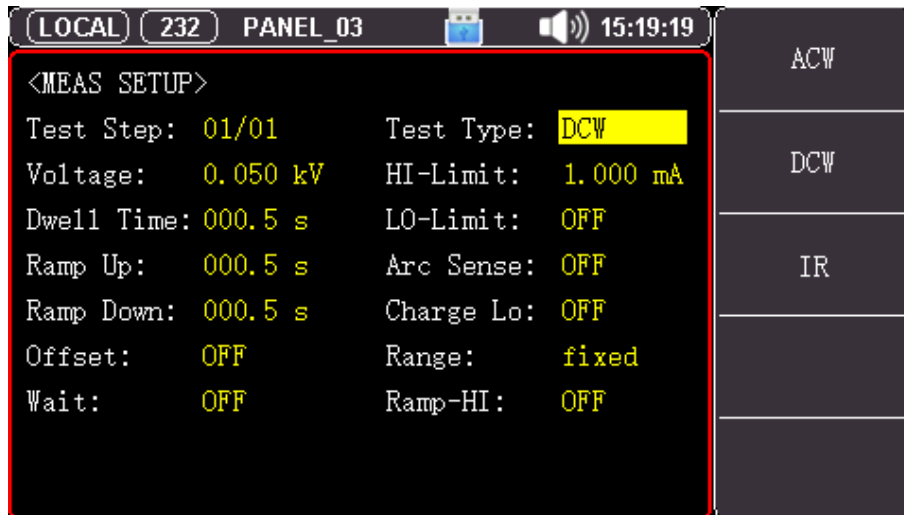 (LOCAL) (232) PANEL_03 15:19:19
<MEAS SETUP>
Test Step: 01/01 Test Type: DCW
Voltage: 0.050 kV HI-Limit: 1.000 mA
Dwell Time: 000.5 s LO-Limit: OFF
Ramp Up: 000.5 s Arc Sense: OFF
Ramp Down: 000.5 s Charge Lo: OFF
Offset: OFF Range: fixed
Wait: OFF Ramp-HI: OFF
ACW
DCW
IR